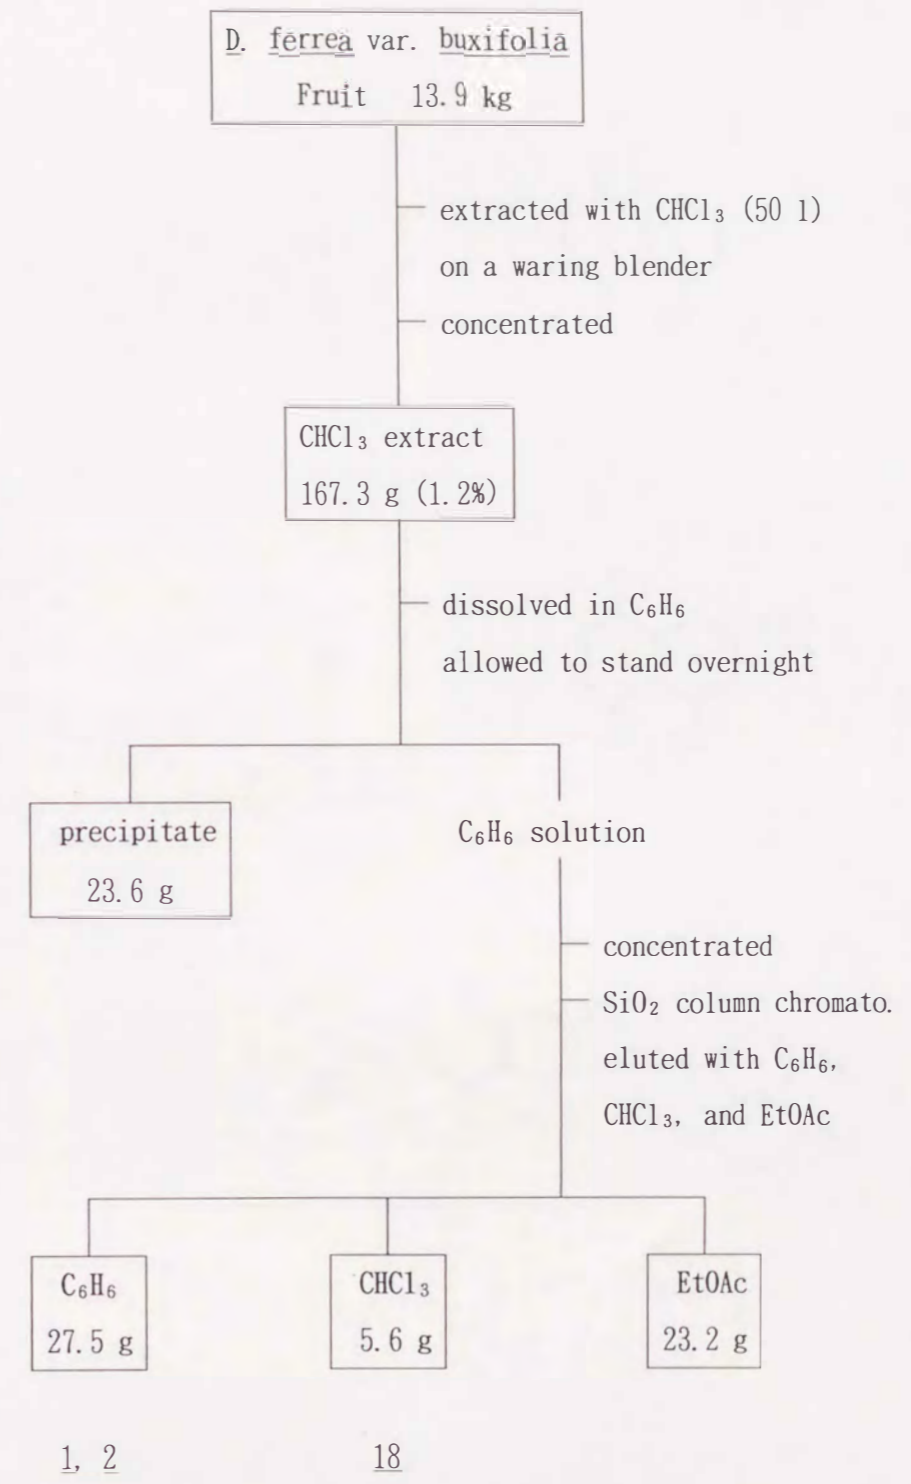 D. ferrea var. buxifolia
Fruit 13.9 kg
extracted with CHCl₃ (50 l)
on a waring blender
concentrated
CHCl₃ extract
167.3 g (1.2%)
dissolved in C₆H₆
allowed to stand overnight
precipitate
23.6 g
C₆H₆ solution
concentrated
SiO₂ column chromato.
eluted with C₆H₆,
CHCl₃, and EtOAc
C₆H₆
27.5 g
CHCl₃
5.6 g
EtOAc
23.2 g
1, 2
18